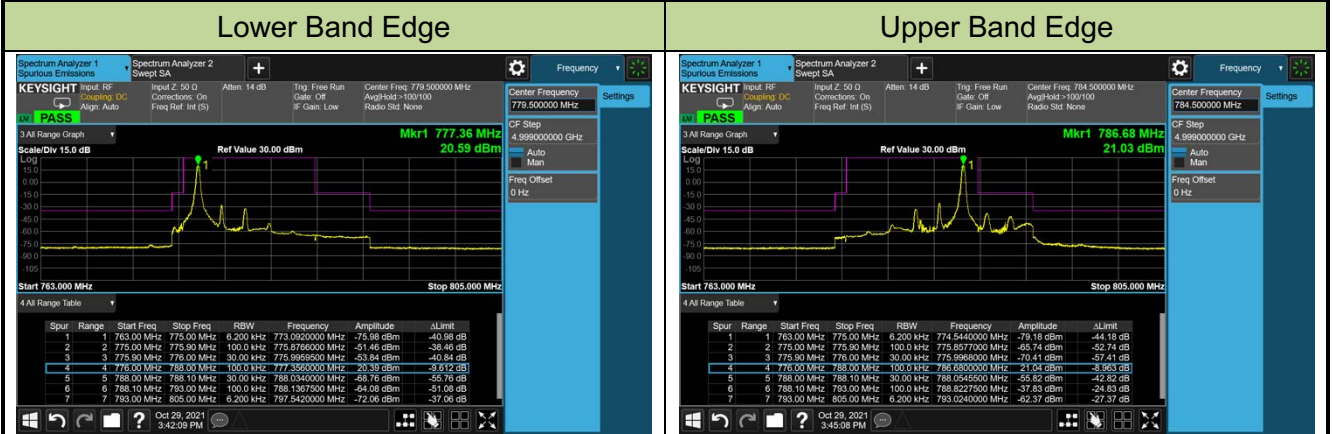 Lower Band Edge
Upper Band Edge
Spectrum Analyzer 1
Spurious Emissions
Spectrum Analyzer 2
Swept SA
+
Frequency
KEYSIGHT
Input: RF
Coupling: DC
Align: Auto
Input Z: 50 Ω
Corrections: On
Freq Ref: Int (S)
Atten: 14 dB
Trig: Free Run
Gate: Off
IF Gain: Low
Center Freq: 779.500000 MHz
Avg|Hold:>100/100
Radio Std: None
PASS
Center Frequency
779.500000 MHz
Settings
CF Step
4.999000000 GHz
Auto
Man
Freq Offset
0 Hz
3 All Range Graph
Mkr1 777.36 MHz
20.59 dBm
Scale/Div 15.0 dB
Ref Value 30.00 dBm
Log
15.0
0.00
-15.0
-30.0
-45.0
-60.0
-75.0
-90.0
-105
1
Start 763.000 MHz
Stop 805.000 MHz
4 All Range Table
Spur Range Start Freq Stop Freq RBW Frequency Amplitude ΔLimit
1 1 763.00 MHz 775.00 MHz 6.200 kHz 773.0920000 MHz -75.98 dBm -40.98 dB
2 2 775.00 MHz 775.90 MHz 100.0 kHz 775.8766000 MHz -51.46 dBm -38.46 dB
3 3 775.90 MHz 776.00 MHz 30.00 kHz 775.9959500 MHz -53.84 dBm -40.84 dB
4 4 776.00 MHz 788.00 MHz 100.0 kHz 777.3560000 MHz 20.39 dBm -9.612 dB
5 5 788.00 MHz 788.10 MHz 30.00 kHz 788.0340000 MHz -68.76 dBm -55.76 dB
6 6 788.10 MHz 793.00 MHz 100.0 kHz 788.1367500 MHz -64.08 dBm -51.08 dB
7 7 793.00 MHz 805.00 MHz 6.200 kHz 797.5420000 MHz -72.06 dBm -37.06 dB
?
Oct 29, 2021
3:42:09 PM
Spectrum Analyzer 1
Spurious Emissions
Spectrum Analyzer 2
Swept SA
+
Frequency
KEYSIGHT
Input: RF
Coupling: DC
Align: Auto
Input Z: 50 Ω
Corrections: On
Freq Ref: Int (S)
Atten: 14 dB
Trig: Free Run
Gate: Off
IF Gain: Low
Center Freq: 784.500000 MHz
Avg|Hold:>100/100
Radio Std: None
PASS
Center Frequency
784.500000 MHz
Settings
CF Step
4.999000000 GHz
Auto
Man
Freq Offset
0 Hz
3 All Range Graph
Mkr1 786.68 MHz
21.03 dBm
Scale/Div 15.0 dB
Ref Value 30.00 dBm
Log
15.0
0.00
-15.0
-30.0
-45.0
-60.0
-75.0
-90.0
-105
1
Start 763.000 MHz
Stop 805.000 MHz
4 All Range Table
Spur Range Start Freq Stop Freq RBW Frequency Amplitude ΔLimit
1 1 763.00 MHz 775.00 MHz 6.200 kHz 774.5440000 MHz -79.18 dBm -44.18 dB
2 2 775.00 MHz 775.90 MHz 100.0 kHz 775.8577000 MHz -65.74 dBm -52.74 dB
3 3 775.90 MHz 776.00 MHz 30.00 kHz 775.9968000 MHz -70.41 dBm -57.41 dB
4 4 776.00 MHz 788.00 MHz 100.0 kHz 786.6800000 MHz 21.04 dBm -8.963 dB
5 5 788.00 MHz 788.10 MHz 30.00 kHz 788.0545500 MHz -55.82 dBm -42.82 dB
6 6 788.10 MHz 793.00 MHz 100.0 kHz 788.8227500 MHz -37.83 dBm -24.83 dB
7 7 793.00 MHz 805.00 MHz 6.200 kHz 793.0240000 MHz -62.37 dBm -27.37 dB
?
Oct 29, 2021
3:45:08 PM